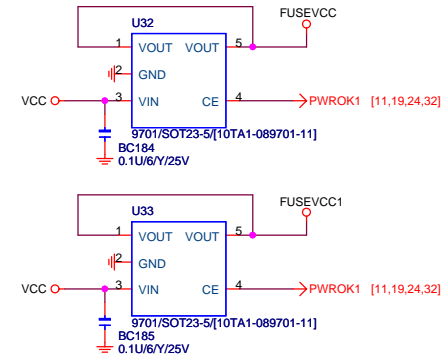 U32
FUSEVCC
1 VOUT VOUT 5
2 GND
VCC 3 VIN CE 4 PWROK1 [11,19,24,32]
9701/SOT23-5/[10TA1-089701-11]
BC184
0.1U/6/Y/25V
U33
FUSEVCC1
1 VOUT VOUT 5
2 GND
VCC 3 VIN CE 4 PWROK1 [11,19,24,32]
9701/SOT23-5/[10TA1-089701-11]
BC185
0.1U/6/Y/25V